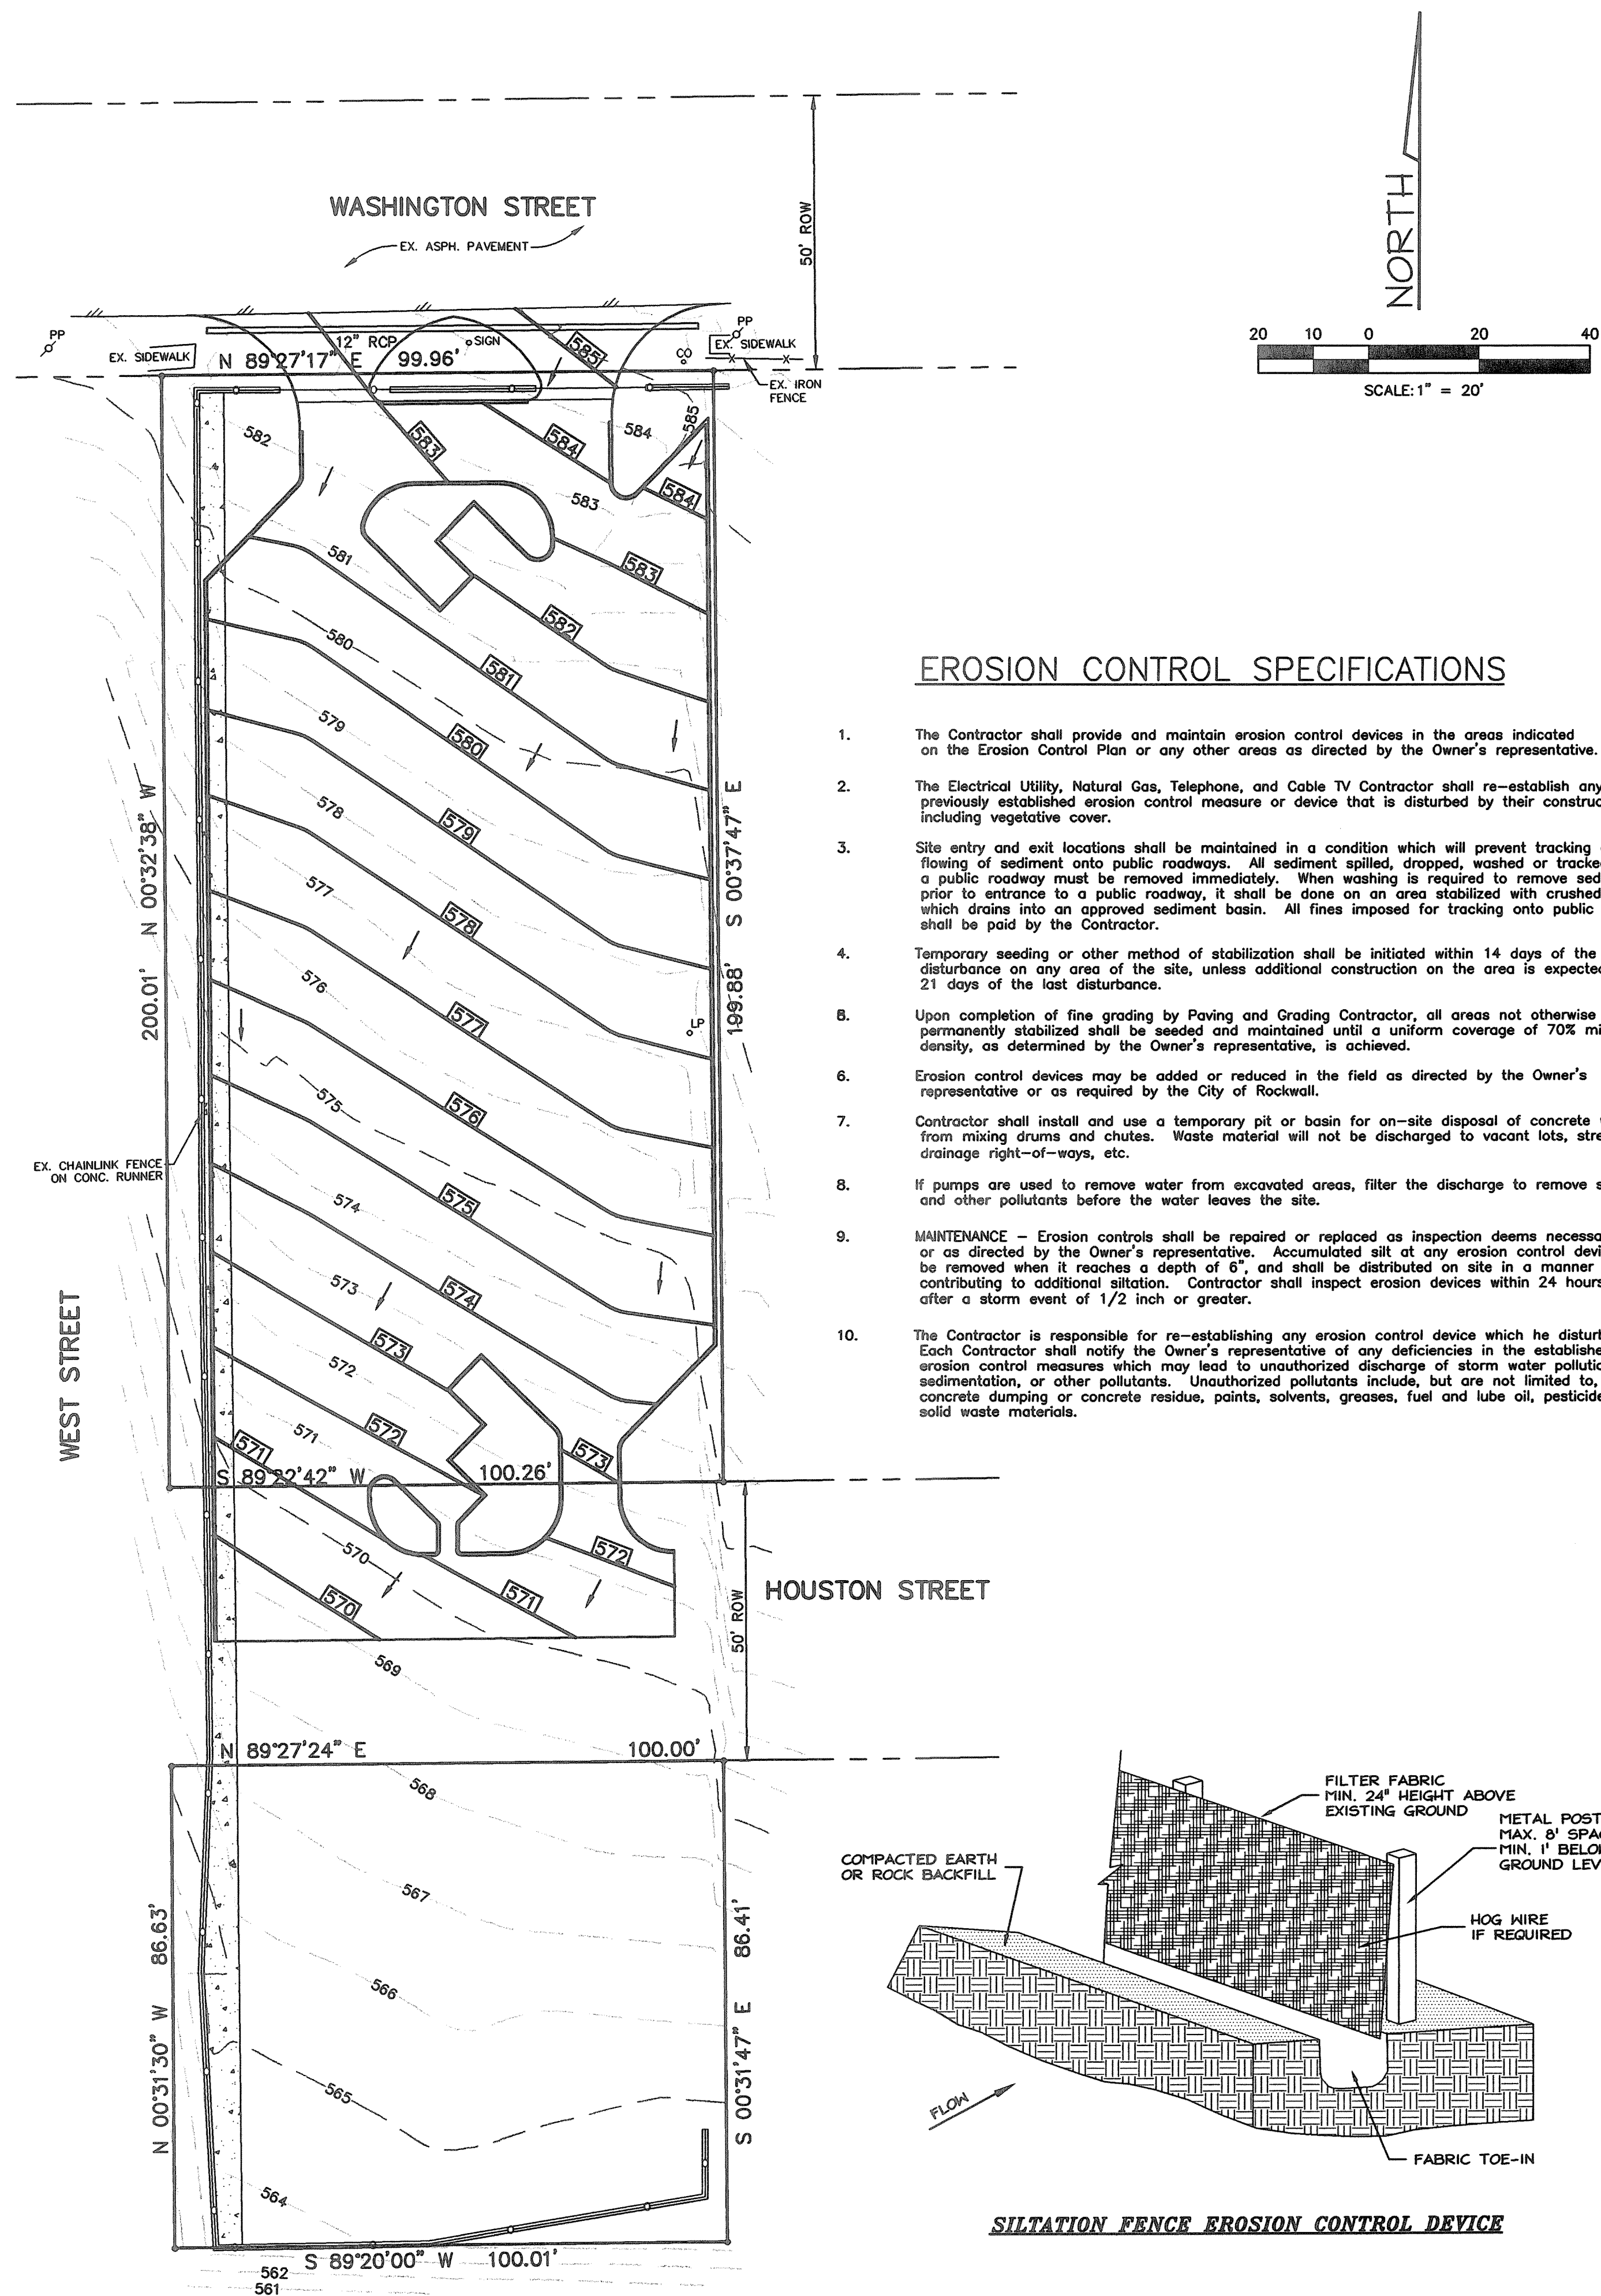 WASHINGTON STREET
EX. ASPH. PAVEMENT
50' ROW
NORTH
20 10 0 20 40
SCALE: 1" = 20'
PP
PP
EX. SIDEWALK
12" RCP
SIGN
585
CO
EX. SIDEWALK
N 89°27'17" E 99.96'
EX. IRON
FENCE
582
583
584
584
585
584
583
581
583
582
580
581
579
580
578
579
577
578
576
577
LP
575
576
574
575
573
574
573
572
571
572
573
571
N 00°32'38" W
200.01'
S 00°37'47" E
199.88'
EX. CHAINLINK FENCE
ON CONC. RUNNER
WEST STREET
S 89°22'42" W 100.26'
570
572
571
570
HOUSTON STREET
50' ROW
569
N 89°27'24" E 100.00'
568
567
566
565
564
N 00°31'30" W 86.63'
S 00°31'47" E 86.41'
S 89°20'00" W 100.01'
562
561
EROSION CONTROL SPECIFICATIONS
1. The Contractor shall provide and maintain erosion control devices in the areas indicated
on the Erosion Control Plan or any other areas as directed by the Owner's representative.
2. The Electrical Utility, Natural Gas, Telephone, and Cable TV Contractor shall re-establish any
previously established erosion control measure or device that is disturbed by their
including vegetative cover.
3. Site entry and exit locations shall be maintained in a condition which will prevent tracking
flowing of sediment onto public roadways. All sediment spilled, dropped, washed or
a public roadway must be removed immediately. When washing is required to remove
prior to entrance to a public roadway, it shall be done on an area stabilized with crushed
which drains into an approved sediment basin. All fines imposed for tracking onto public
shall be paid by the Contractor.
4. Temporary seeding or other method of stabilization shall be initiated within 14 days of the
disturbance on any area of the site, unless additional construction on the area is expected
21 days of the last disturbance.
5. Upon completion of fine grading by Paving and Grading Contractor, all areas not otherwise
permanently stabilized shall be seeded and maintained until a uniform coverage of 70%
density, as determined by the Owner's representative, is achieved.
6. Erosion control devices may be added or reduced in the field as directed by the Owner's
representative or as required by the City of Rockwall.
7. Contractor shall install and use a temporary pit or basin for on-site disposal of concrete
from mixing drums and chutes. Waste material will not be discharged to vacant lots,
drainage right-of-ways, etc.
8. If pumps are used to remove water from excavated areas, filter the discharge to remove
and other pollutants before the water leaves the site.
9. MAINTENANCE - Erosion controls shall be repaired or replaced as inspection deems
or as directed by the Owner's representative. Accumulated silt at any erosion control
be removed when it reaches a depth of 6", and shall be distributed on site in a manner
contributing to additional siltation. Contractor shall inspect erosion devices within 24 hours
after a storm event of 1/2 inch or greater.
10. The Contractor is responsible for re-establishing any erosion control device which he
Each Contractor shall notify the Owner's representative of any deficiencies in the
erosion control measures which may lead to unauthorized discharge of storm water
sedimentation, or other pollutants. Unauthorized pollutants include, but are not limited to,
concrete dumping or concrete residue, paints, solvents, greases, fuel and lube oil,
solid waste materials.
FILTER FABRIC
MIN. 24" HEIGHT ABOVE
EXISTING GROUND
METAL POST
MAX. 8'
MIN. 1'
GROUND
COMPACTED EARTH
OR ROCK BACKFILL
HOG WIRE
IF REQUIRED
FLOW
FABRIC TOE-IN
SILTATION FENCE EROSION CONTROL DEVICE